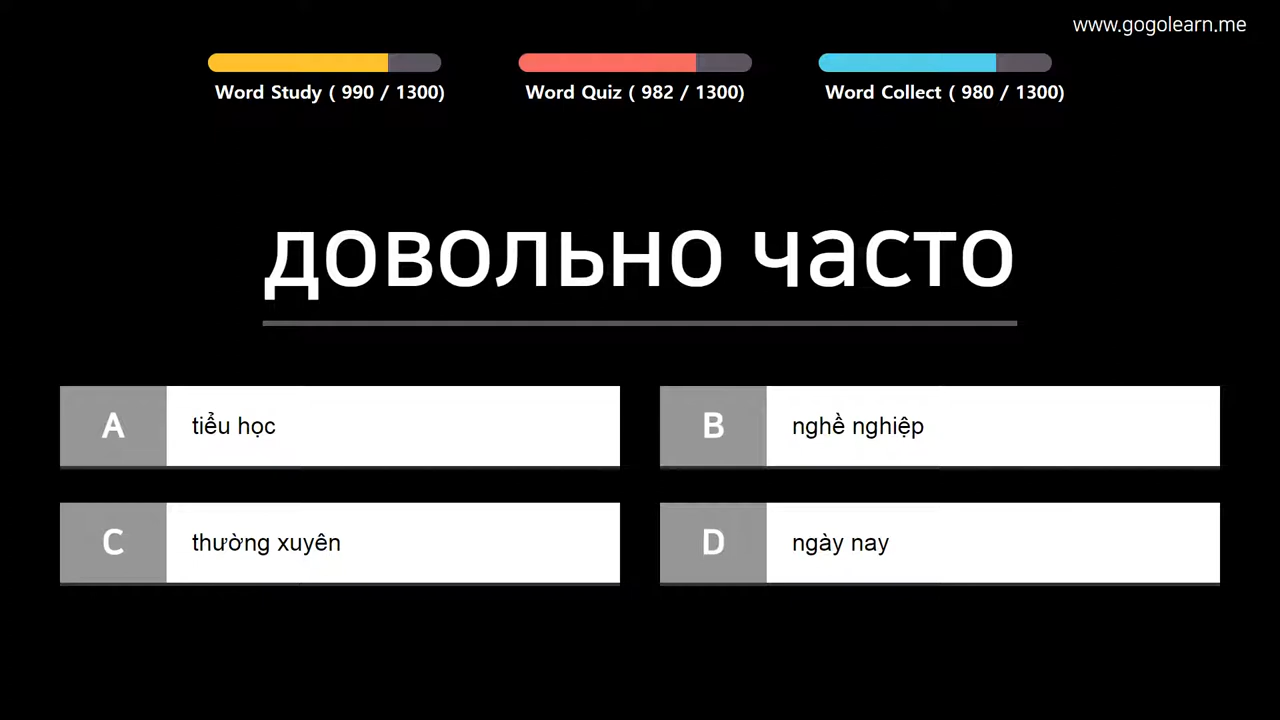 www.gogolearn.me
Word Study ( 990 / 1300)
Word Quiz ( 982 / 1300)
Word Collect ( 980 / 1300)
довольно часто
A tiểu học
B nghề nghiệp
C thường xuyên
D ngày nay